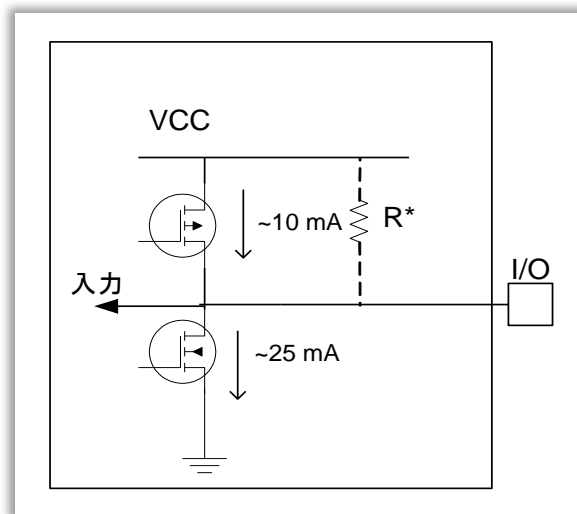 VCC
~10 mA
R*
I/O
入力
~25 mA